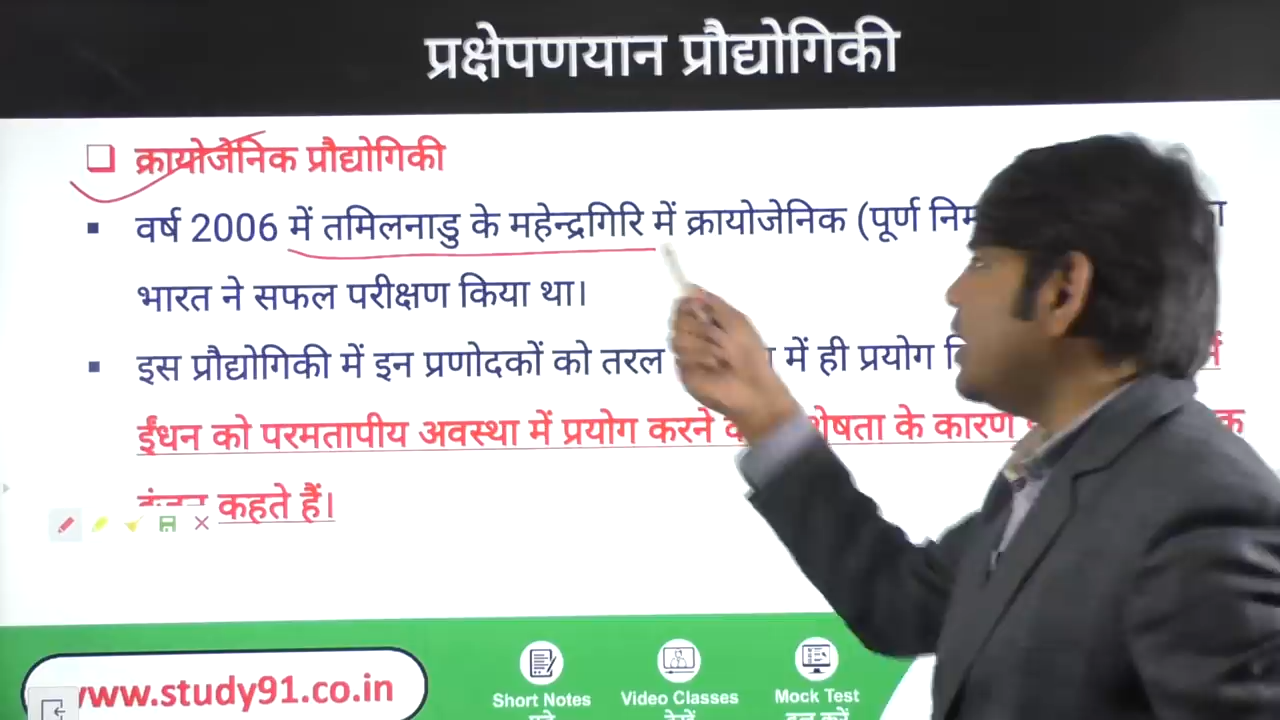 प्रक्षेपणयान प्रौद्योगिकी
क्रायोजेनिक प्रौद्योगिकी
वर्ष 2006 में तमिलनाडु के महेन्द्रगिरि में क्रायोजेनिक (पूर्ण
भारत ने सफल परीक्षण किया था।
इस प्रौद्योगिकी में इन प्रणोदकों को तरल में ही प्रयोग में
ईंधन को परमतापीय अवस्था में प्रयोग करने के कारण
कहते हैं।
www.study91.co.in
Short Notes
Video Classes
Mock Test